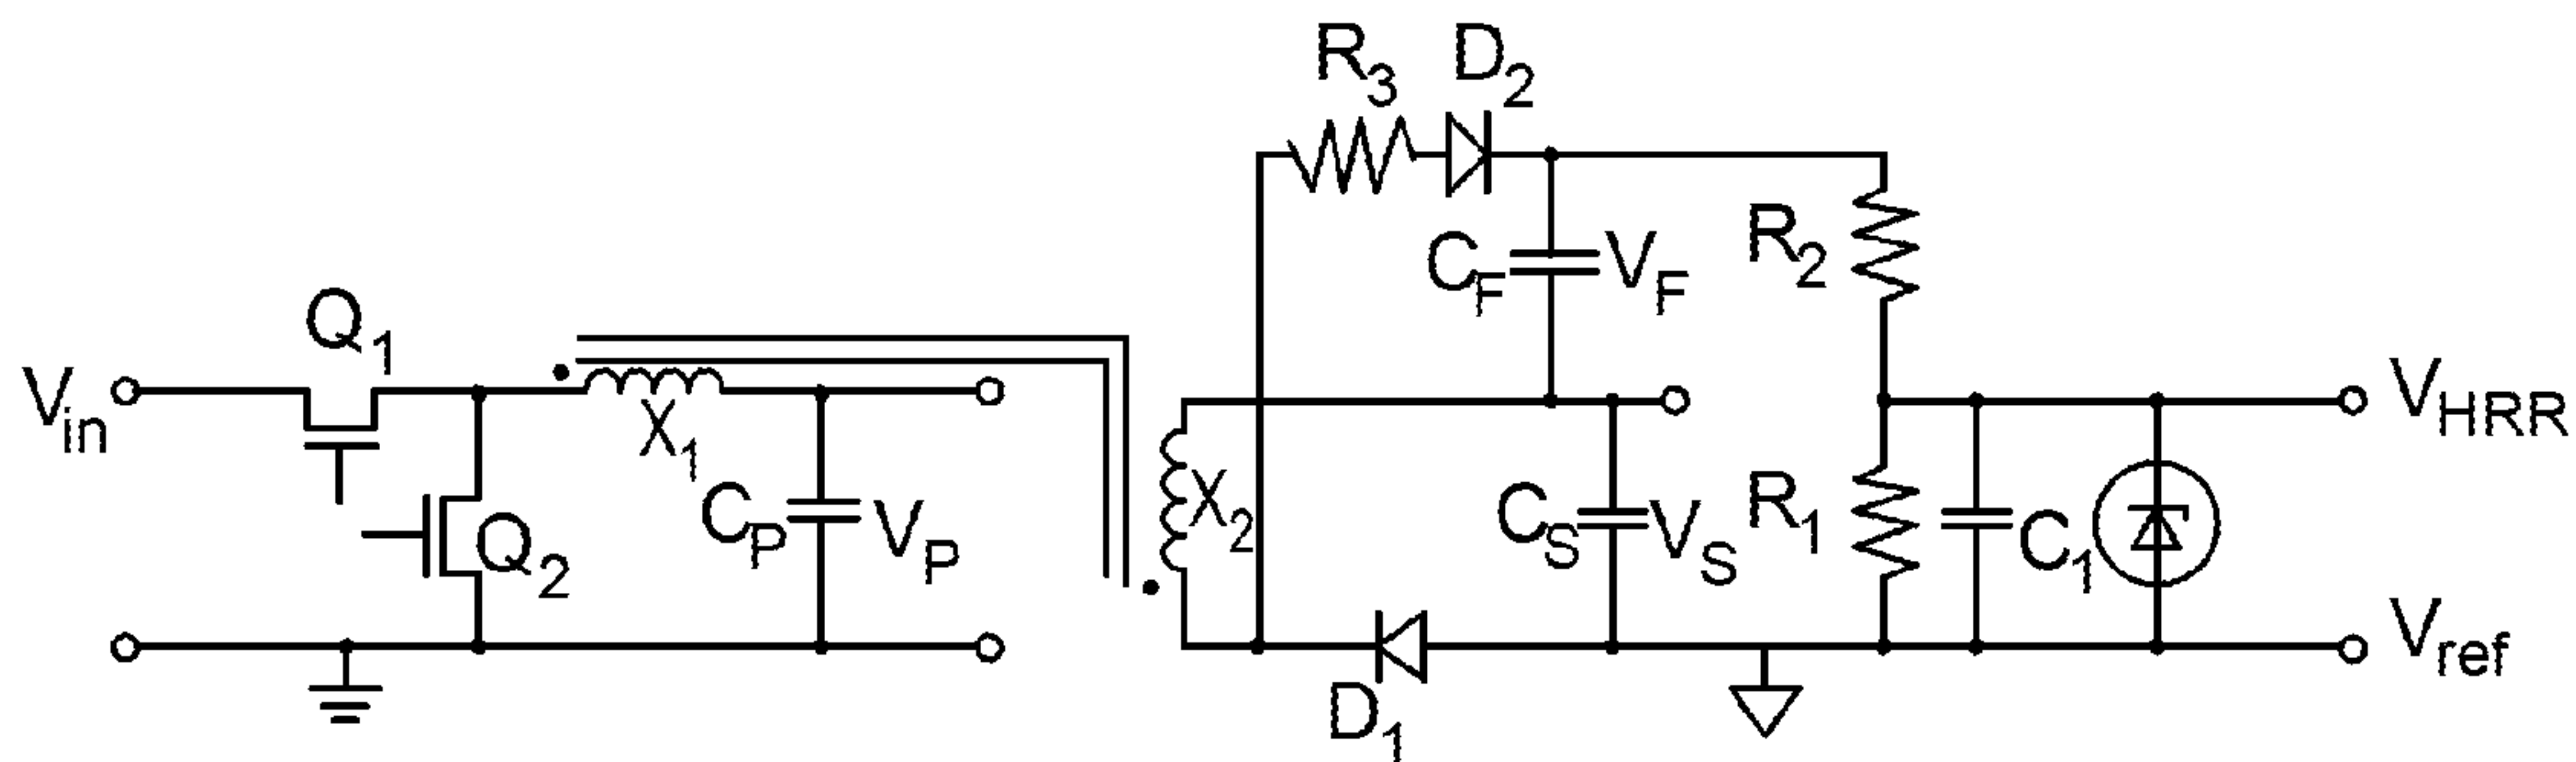 R3
D2
CF
VF
R2
Q1
Vin
X1
VHRR
CP
VP
X2
CS
VS
R1
C1
Q2
Vref
D1